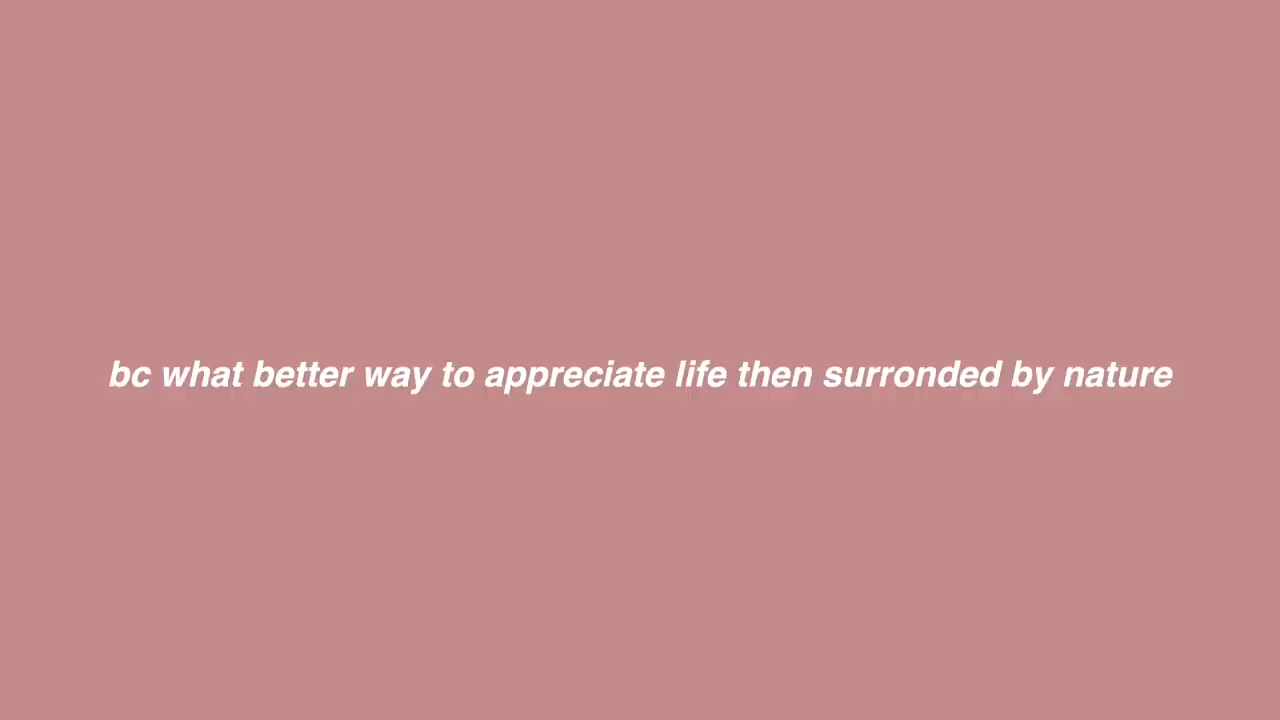 bc what better way to appreciate life then surronded by nature